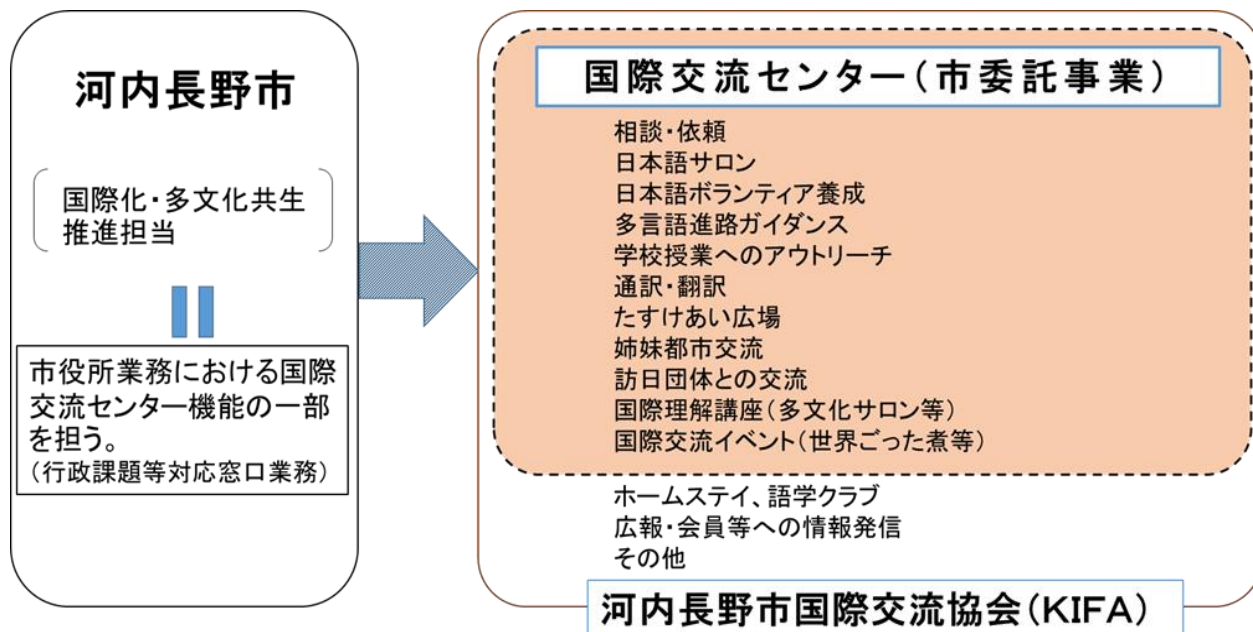 河内長野市
国際化・多文化共生
推進担当
市役所業務における国際
交流センター機能の一部
を担う。
(行政課題等対応窓口業務)
国際交流センター(市委託事業)
相談・依頼
日本語サロン
日本語ボランティア養成
多言語進路ガイダンス
学校授業へのアウトリーチ
通訳・翻訳
たすけあい広場
姉妹都市交流
訪日団体との交流
国際理解講座(多文化サロン等)
国際交流イベント(世界ごった煮等)
ホームステイ、語学クラブ
広報・会員等への情報発信
その他
河内長野市国際交流協会(KIFA)